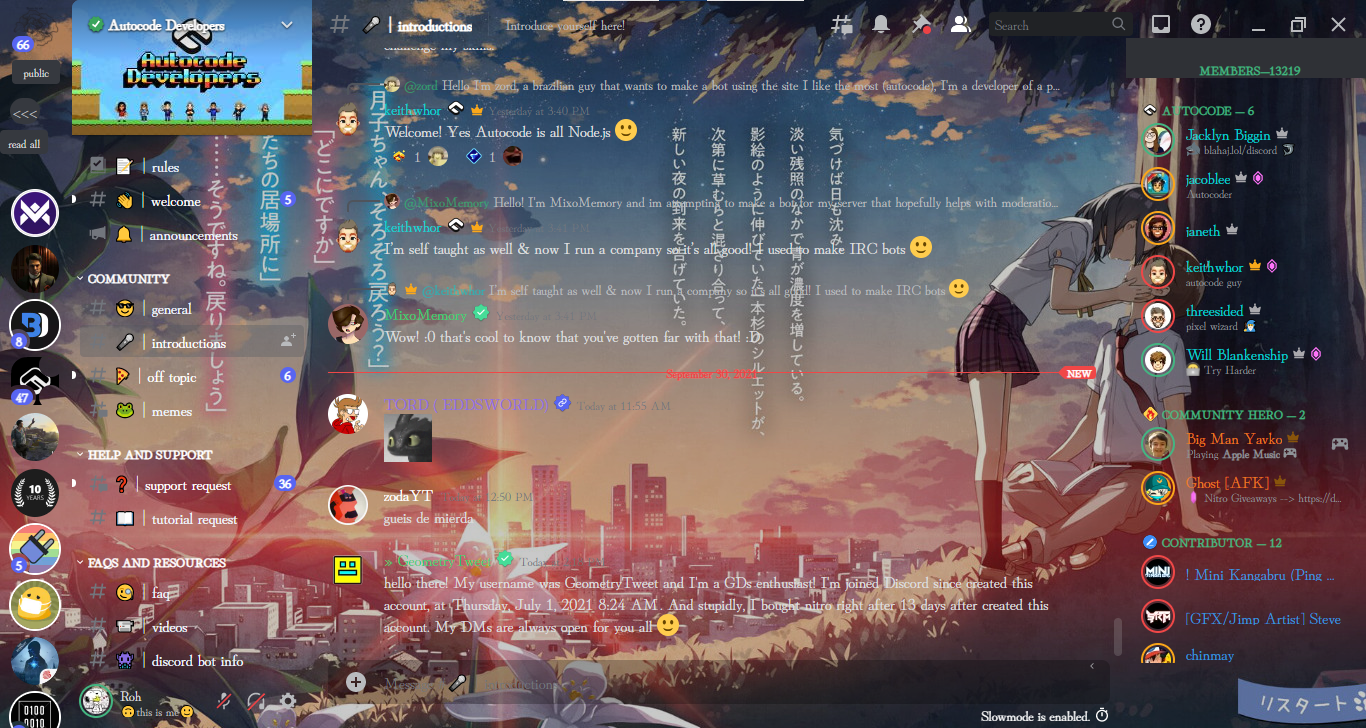 66
public
<<<
read all
8
47
10
YEARS
5
Autocode Developers
Autocode
Developers
rules
welcome
5
announcements
COMMUNITY
general
introductions
off topic
6
memes
HELP AND SUPPORT
support request
36
tutorial request
FAQS AND RESOURCES
faq
videos
discord bot info
Roh
this is me
introductions
Introduce yourself here!
Search
@zord Hello I'm zord, a brazilian guy that wants to make a bot using the site I like the most (autocode), I'm a developer of a p...
keithwhor Yesterday at 3:40 PM
Welcome! Yes Autocode is all Node.js
1 1
@MixoMemory Hello! I'm MixoMemory and im attempting to make a bot for my server that hopefully helps with moderatio...
keithwhor
I'm self taught as well & now I run a company so it's all good! I used to make IRC bots
@keithwhor I'm self taught as well & now I run a company so it's all good! I used to make IRC bots
MixoMemory Yesterday at 3:41 PM
Wow! :0 that's cool to know that you've gotten far with that! :D
NEW
TORD ( EDDSWORLD) Today at 11:55 AM
zodaYT
gueis de mierda
» GeometryTweet Today
hello there! My username was GeometryTweet and I'm a GDs enthusiast! I'm joined Discord since created this
account, at Thursday, July 1, 2021 8:24 AM. And stupidly, I bought nitro right after 13 days after created this
account. My DMs are always open for you all
Slowmode is enabled.
気づけば日も沈み、
淡い残照のなかで青が濃度を増している。
影絵のように伸びていた一本杉のシルエットが、
次第に草むらと混じり合って、
新しい夜の到来を告げていた。
月子ちゃん、そろそろ戻ろう？」
「どこにですか」
たちの居場所に」
……そうですね。戻りましょう」
MEMBERS—13219
AUTOCODE — 6
Jacklyn Biggin
blahaj.lol/discord
jacoblee
Autocoder
janeth
keithwhor
autocode guy
threesided
pixel wizard
Will Blankenship
Try Harder
COMMUNITY HERO — 2
Big Man Yavko
Playing Apple Music
Ghost [AFK]
Nitro Giveaways --> https://d...
CONTRIBUTOR — 12
! Mini Kangabru (Ping ...
[GFX/Jimp Artist] Steve
chinmay
リスタート